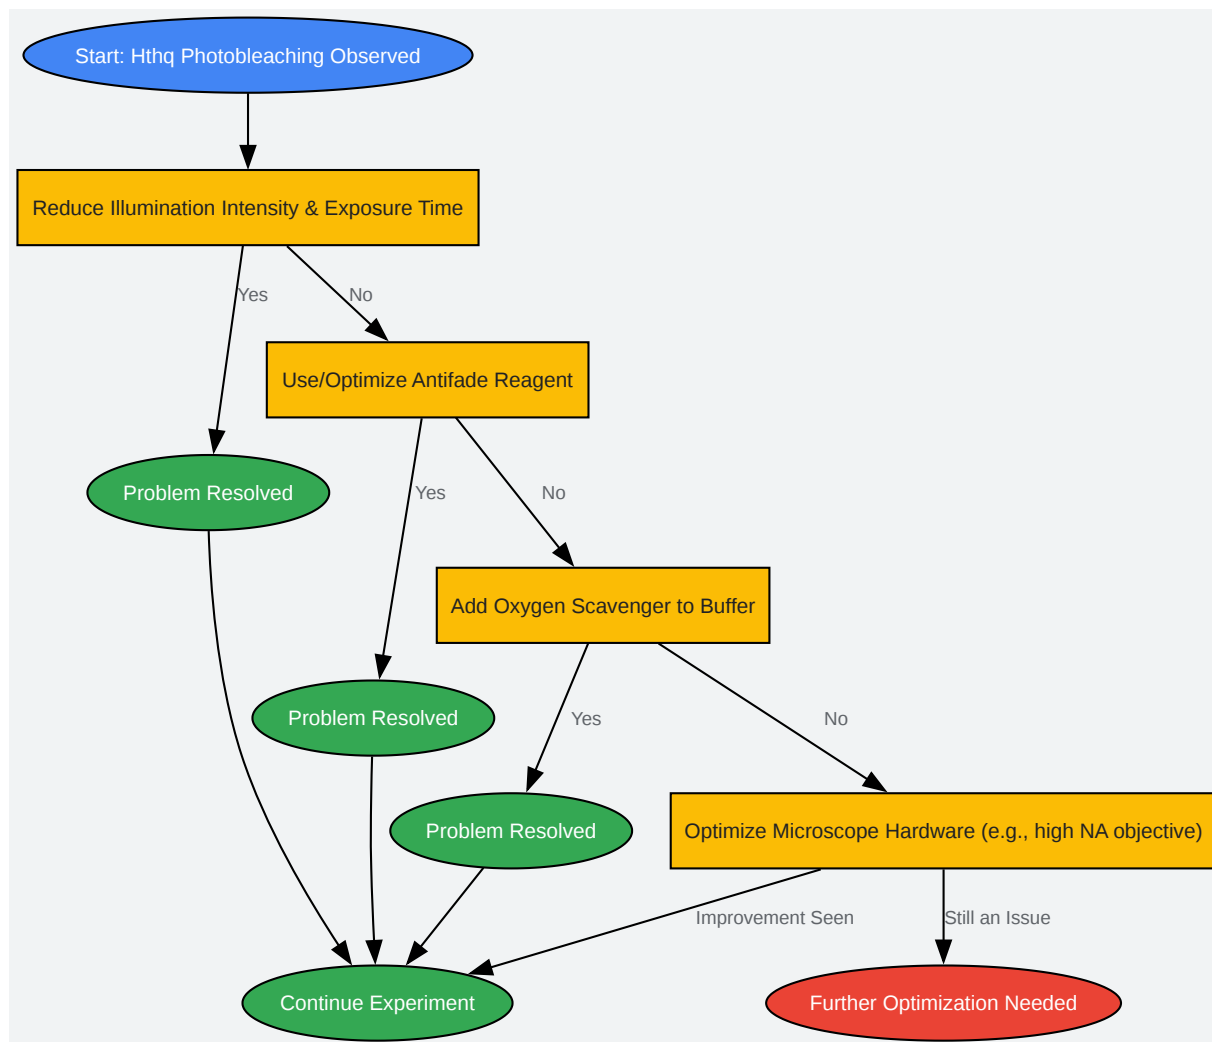 Start: Hthq Photobleaching Observed
Reduce Illumination Intensity & Exposure Time
Yes
No
Use/Optimize Antifade Reagent
Problem Resolved
Yes
No
Add Oxygen Scavenger to Buffer
Problem Resolved
Yes
No
Problem Resolved
Optimize Microscope Hardware (e.g., high NA objective)
Improvement Seen
Still an Issue
Continue Experiment
Further Optimization Needed